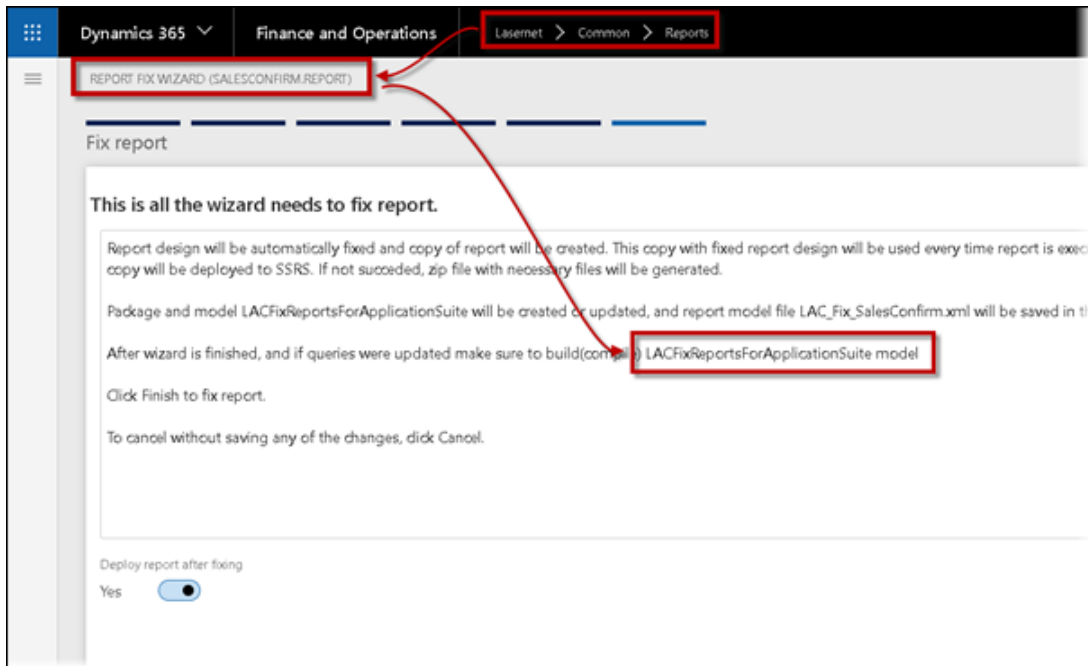 Dynamics 365
Finance and Operations
Lasernet > Common > Reports
REPORT FIX WIZARD (SALESCONFIRM.REPORT)
Fix report
This is all the wizard needs to fix report.
Report design will be automatically fixed and copy of report will be created. This copy with fixed report design will be used every time report is
copy will be deployed to SSRS. If not succeded, zip file with necessary files will be generated.
Package and model LACFixReportsForApplicationSuite will be created or updated, and report model file LAC_Fix_SalesConfirm.xml will be saved in
After wizard is finished, and if queries were updated make sure to build(compile) LACFixReportsForApplicationSuite model
Click Finish to fix report.
To cancel without saving any of the changes, click Cancel.
Deploy report after fixing
Yes